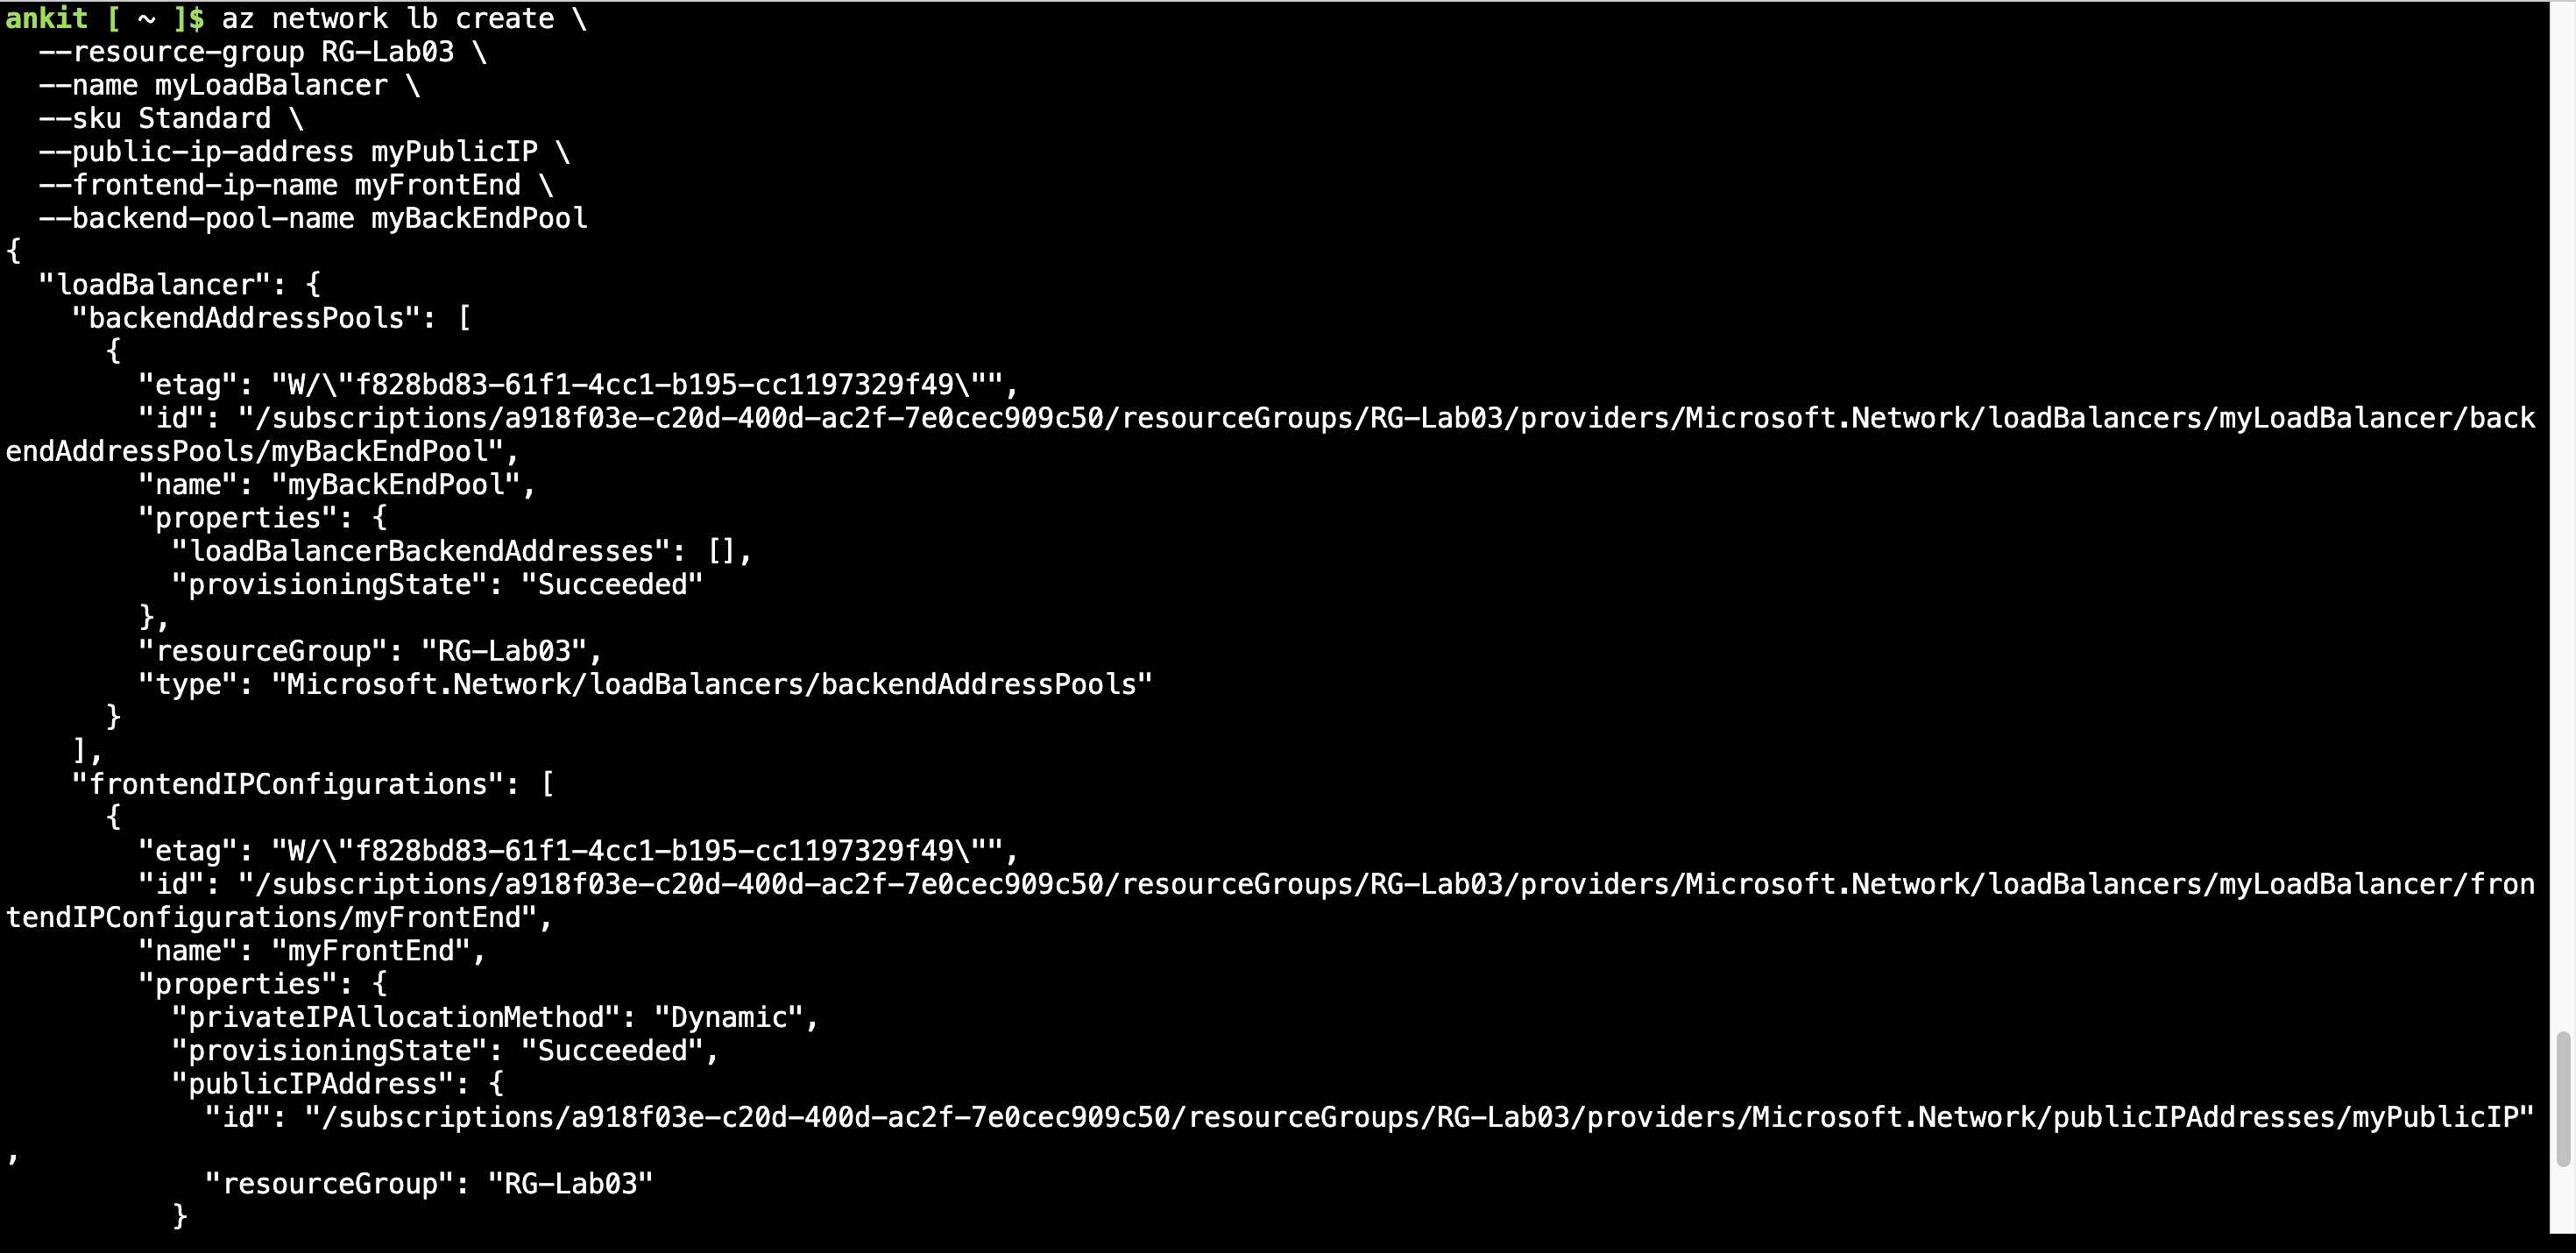 ankit [ ~ ]$ az network lb create \
  --resource-group RG-Lab03 \
  --name myLoadBalancer \
  --sku Standard \
  --public-ip-address myPublicIP \
  --frontend-ip-name myFrontEnd \
  --backend-pool-name myBackEndPool
{
  "loadBalancer": {
    "backendAddressPools": [
      {
        "etag": "W/\"f828bd83-61f1-4cc1-b195-cc1197329f49\"",
        "id": "/subscriptions/a918f03e-c20d-400d-ac2f-7e0cec909c50/resourceGroups/RG-Lab03/providers/Microsoft.Network/loadBalancers/myLoadBalancer/back
endAddressPools/myBackEndPool",
        "name": "myBackEndPool",
        "properties": {
          "loadBalancerBackendAddresses": [],
          "provisioningState": "Succeeded"
        },
        "resourceGroup": "RG-Lab03",
        "type": "Microsoft.Network/loadBalancers/backendAddressPools"
      }
    ],
    "frontendIPConfigurations": [
      {
        "etag": "W/\"f828bd83-61f1-4cc1-b195-cc1197329f49\"",
        "id": "/subscriptions/a918f03e-c20d-400d-ac2f-7e0cec909c50/resourceGroups/RG-Lab03/providers/Microsoft.Network/loadBalancers/myLoadBalancer/fron
tendIPConfigurations/myFrontEnd",
        "name": "myFrontEnd",
        "properties": {
          "privateIPAllocationMethod": "Dynamic",
          "provisioningState": "Succeeded",
          "publicIPAddress": {
            "id": "/subscriptions/a918f03e-c20d-400d-ac2f-7e0cec909c50/resourceGroups/RG-Lab03/providers/Microsoft.Network/publicIPAddresses/myPublicIP"
,
            "resourceGroup": "RG-Lab03"
          }